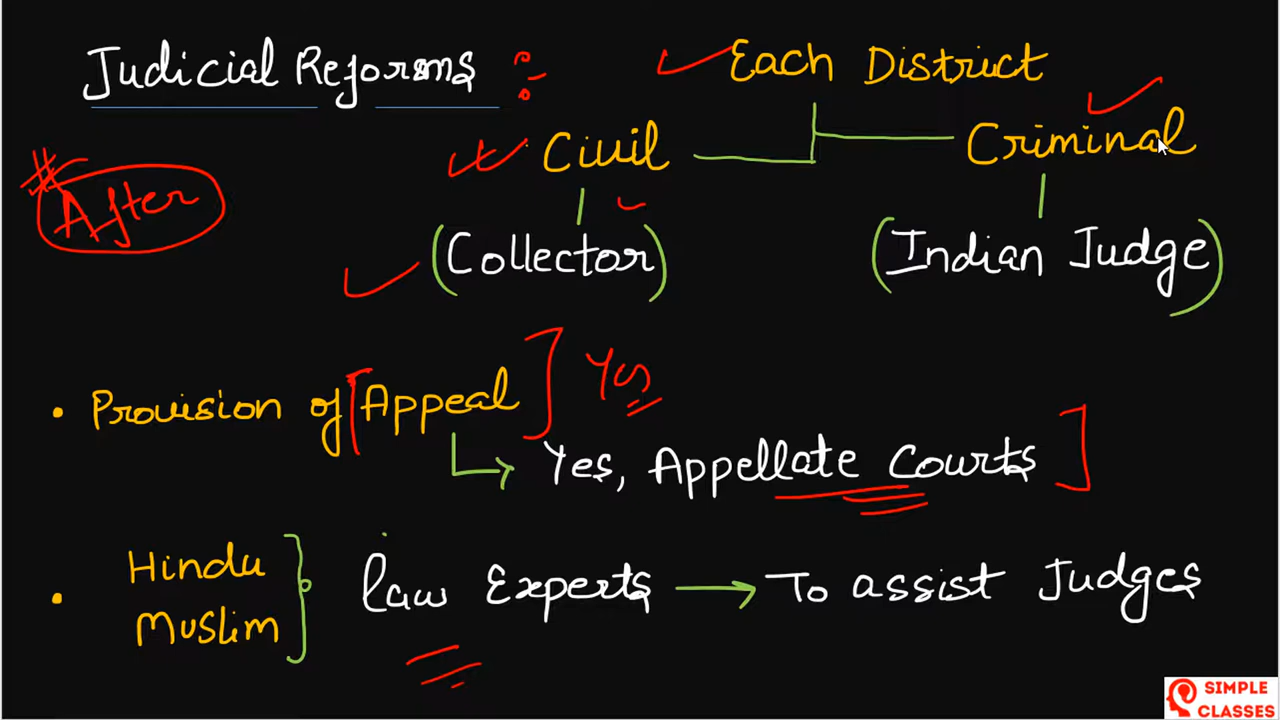 Judicial Reforms :-
Each District
Civil
Criminal
After
(Collector)
(Indian Judge)
• Provision of [Appeal] Yes
Yes, Appellate Courts]
• Hindu
Muslim
Law Experts → To assist Judges
SIMPLE
CLASSES